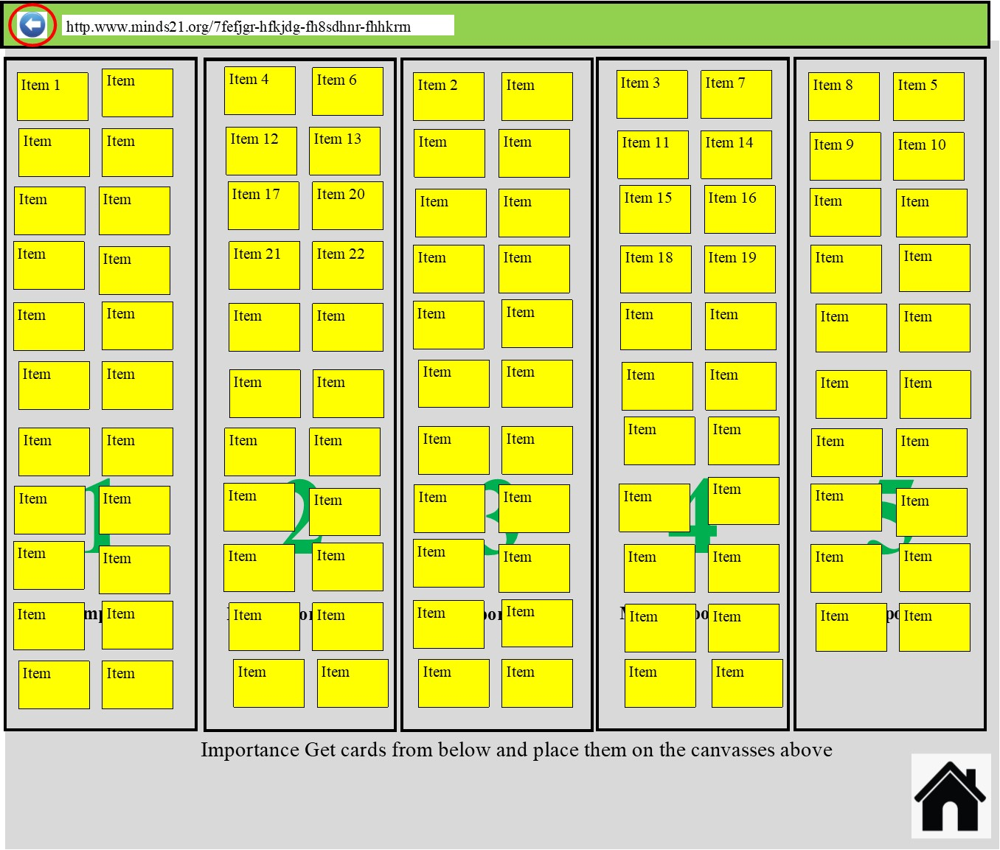 http.www.minds21.org/7fefjgr-hfkjdg-fh8sdhnr-fhhkrm
Item 1 Item
Item Item
Item Item
Item Item
Item Item
Item Item
Item Item
Item Item
Item Item
Item Item
Item Item
1
Item 4 Item 6
Item 12 Item 13
Item 17 Item 20
Item 21 Item 22
Item Item
Item Item
Item Item
Item Item
Item Item
Item Item
Item Item
2
Item 2 Item
Item Item
Item Item
Item Item
Item Item
Item Item
Item Item
Item Item
Item Item
Item Item
Item Item
3
Item 3 Item 7
Item 11 Item 14
Item 15 Item 16
Item 18 Item 19
Item Item
Item Item
Item Item
Item Item
Item Item
Item Item
Item Item
4
Item 8 Item 5
Item 9 Item 10
Item Item
Item Item
Item Item
Item Item
Item Item
Item Item
Item Item
Item Item
5
Importance Get cards from below and place them on the canvasses above